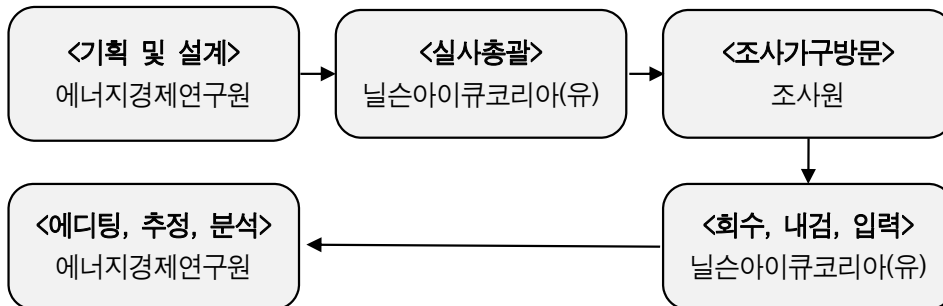 <기획 및 설계>
에너지경제연구원
<실사총괄>
닐슨아이큐코리아(유)
<조사가구방문>
조사원
<회수, 내검, 입력>
닐슨아이큐코리아(유)
<에디팅, 추정, 분석>
에너지경제연구원